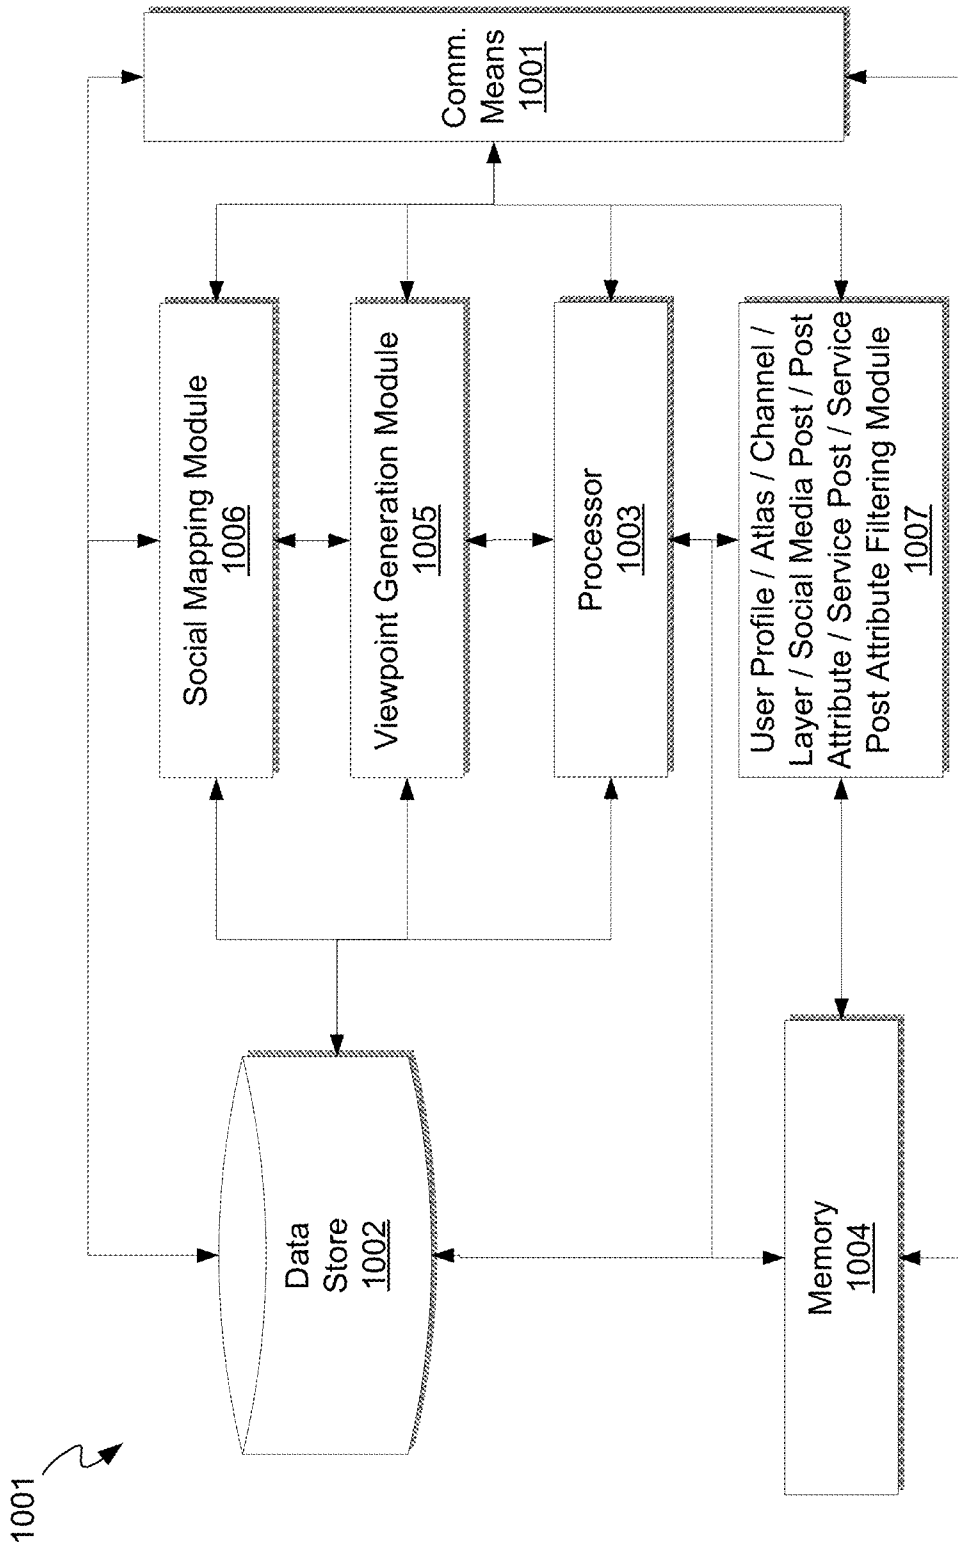 1001
Data
Store
1002
Memory
1004
Social Mapping Module
1006
Viewpoint Generation Module
1005
Processor
1003
User Profile / Atlas / Channel /
Layer / Social Media Post / Post
Attribute / Service Post / Service
Post Attribute Filtering Module
1007
Comm.
Means
1001